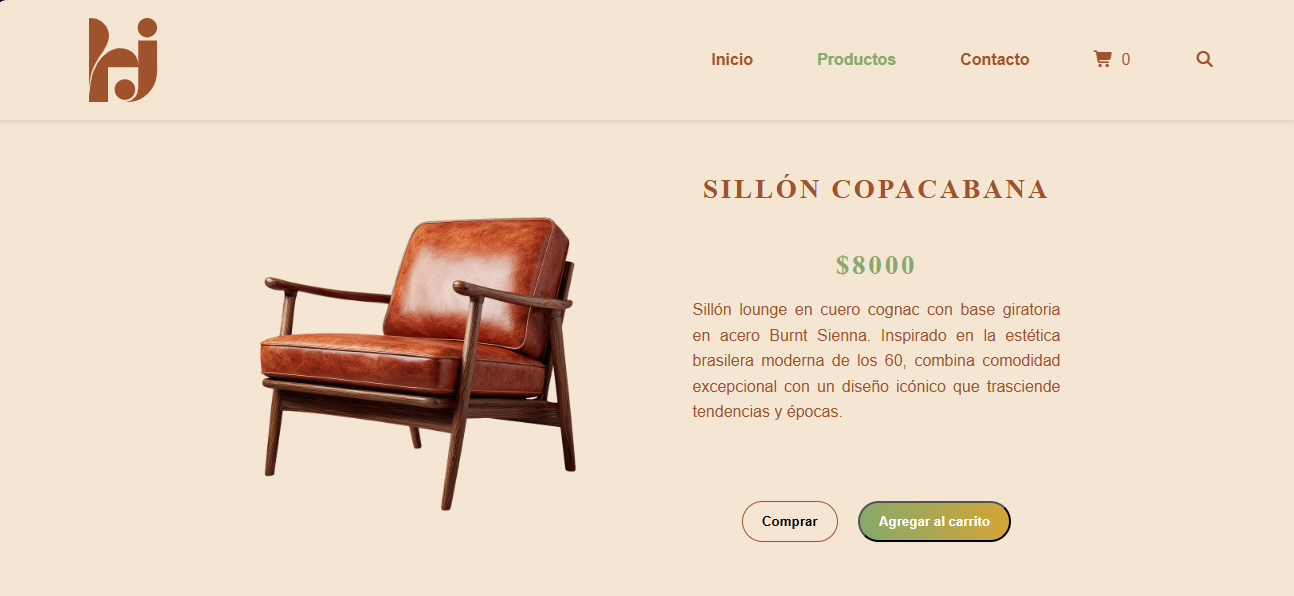 Inicio Productos Contacto 0
SILLÓN COPACABANA
$8000
Sillón lounge en cuero cognac con base giratoria
en acero Burnt Sienna. Inspirado en la estética
brasilera moderna de los 60, combina comodidad
excepcional con un diseño icónico que trasciende
tendencias y épocas.
Comprar Agregar al carrito